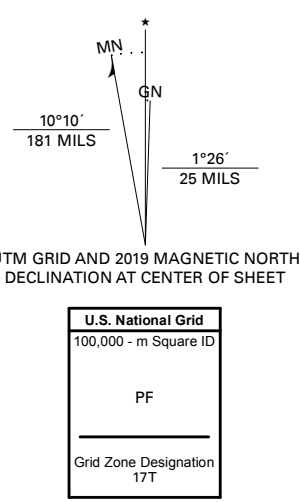 ★
MN
GN
10°10´
181 MILS
1°26´
25 MILS
UTM GRID AND 2019 MAGNETIC NORTH
DECLINATION AT CENTER OF SHEET
U.S. National Grid
100,000 - m Square ID
PF
Grid Zone Designation
17T